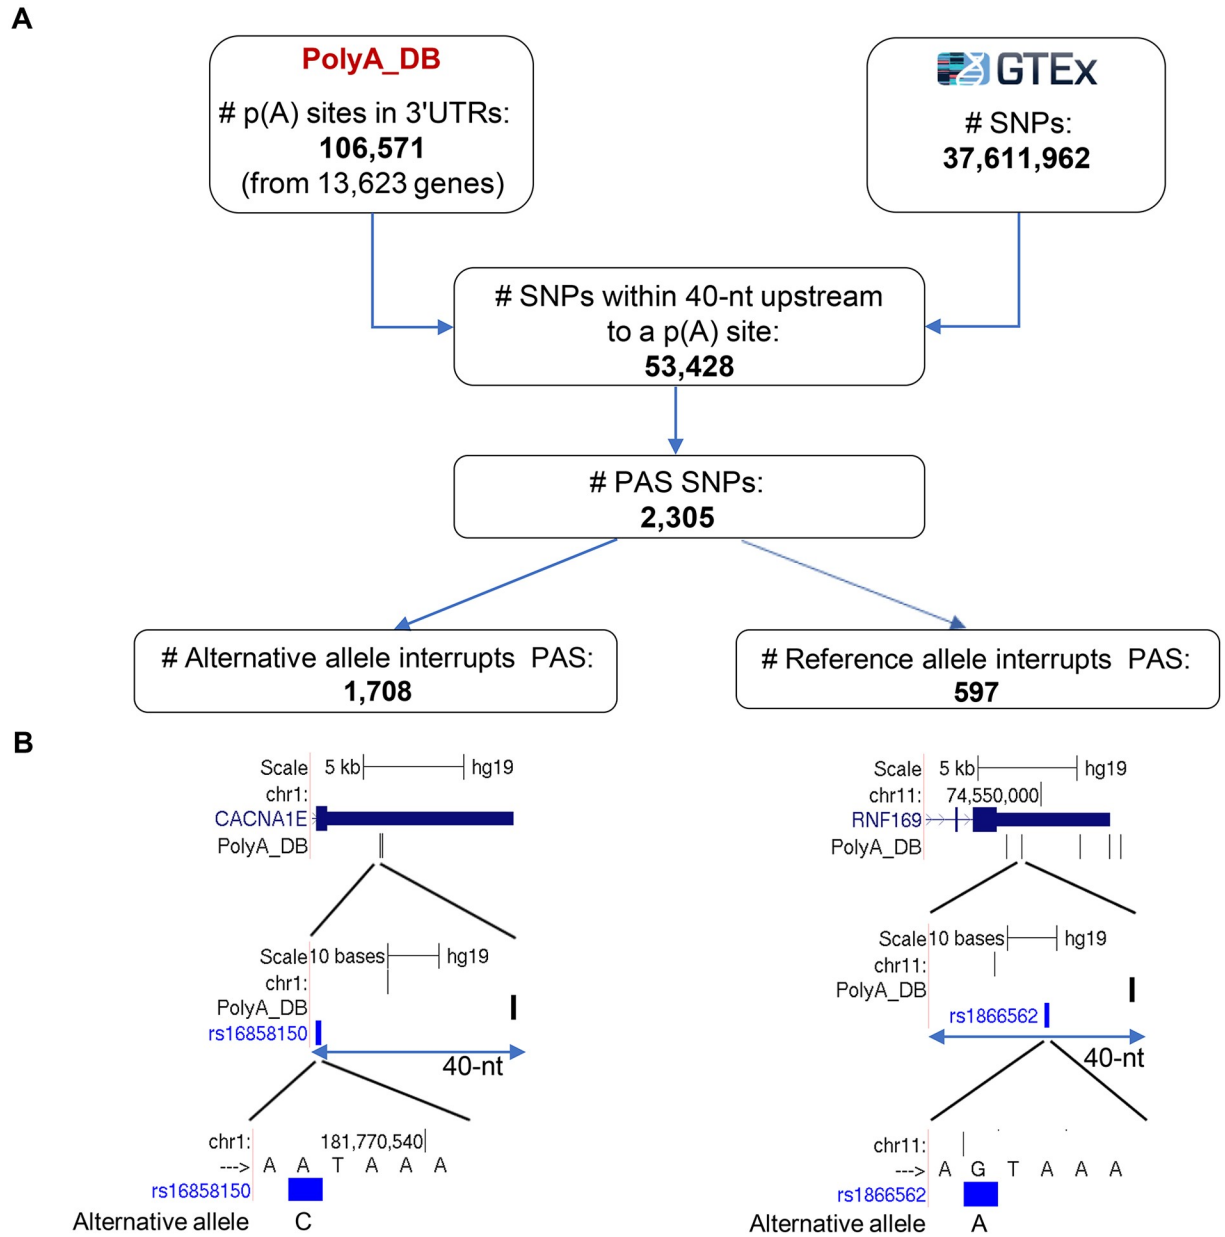 A
PolyA_DB
# p(A) sites in 3'UTRs:
106,571
(from 13,623 genes)
GTEx
# SNPs:
37,611,962
# SNPs within 40-nt upstream
to a p(A) site:
53,428
# PAS SNPs:
2,305
# Alternative allele interrupts PAS:
1,708
# Reference allele interrupts PAS:
597
B
Scale 5 kb hg19
chr1:
CACNA1E
PolyA_DB
Scale 10 bases hg19
chr1:
PolyA_DB
rs16858150
40-nt
chr1: 181,770,540
---> A A T A A A
rs16858150
Alternative allele C
Scale 5 kb hg19
chr11: 74,550,000
RNF169
PolyA_DB
Scale 10 bases hg19
chr11:
PolyA_DB
rs1866562
40-nt
chr11:
---> A G T A A A
rs1866562
Alternative allele A